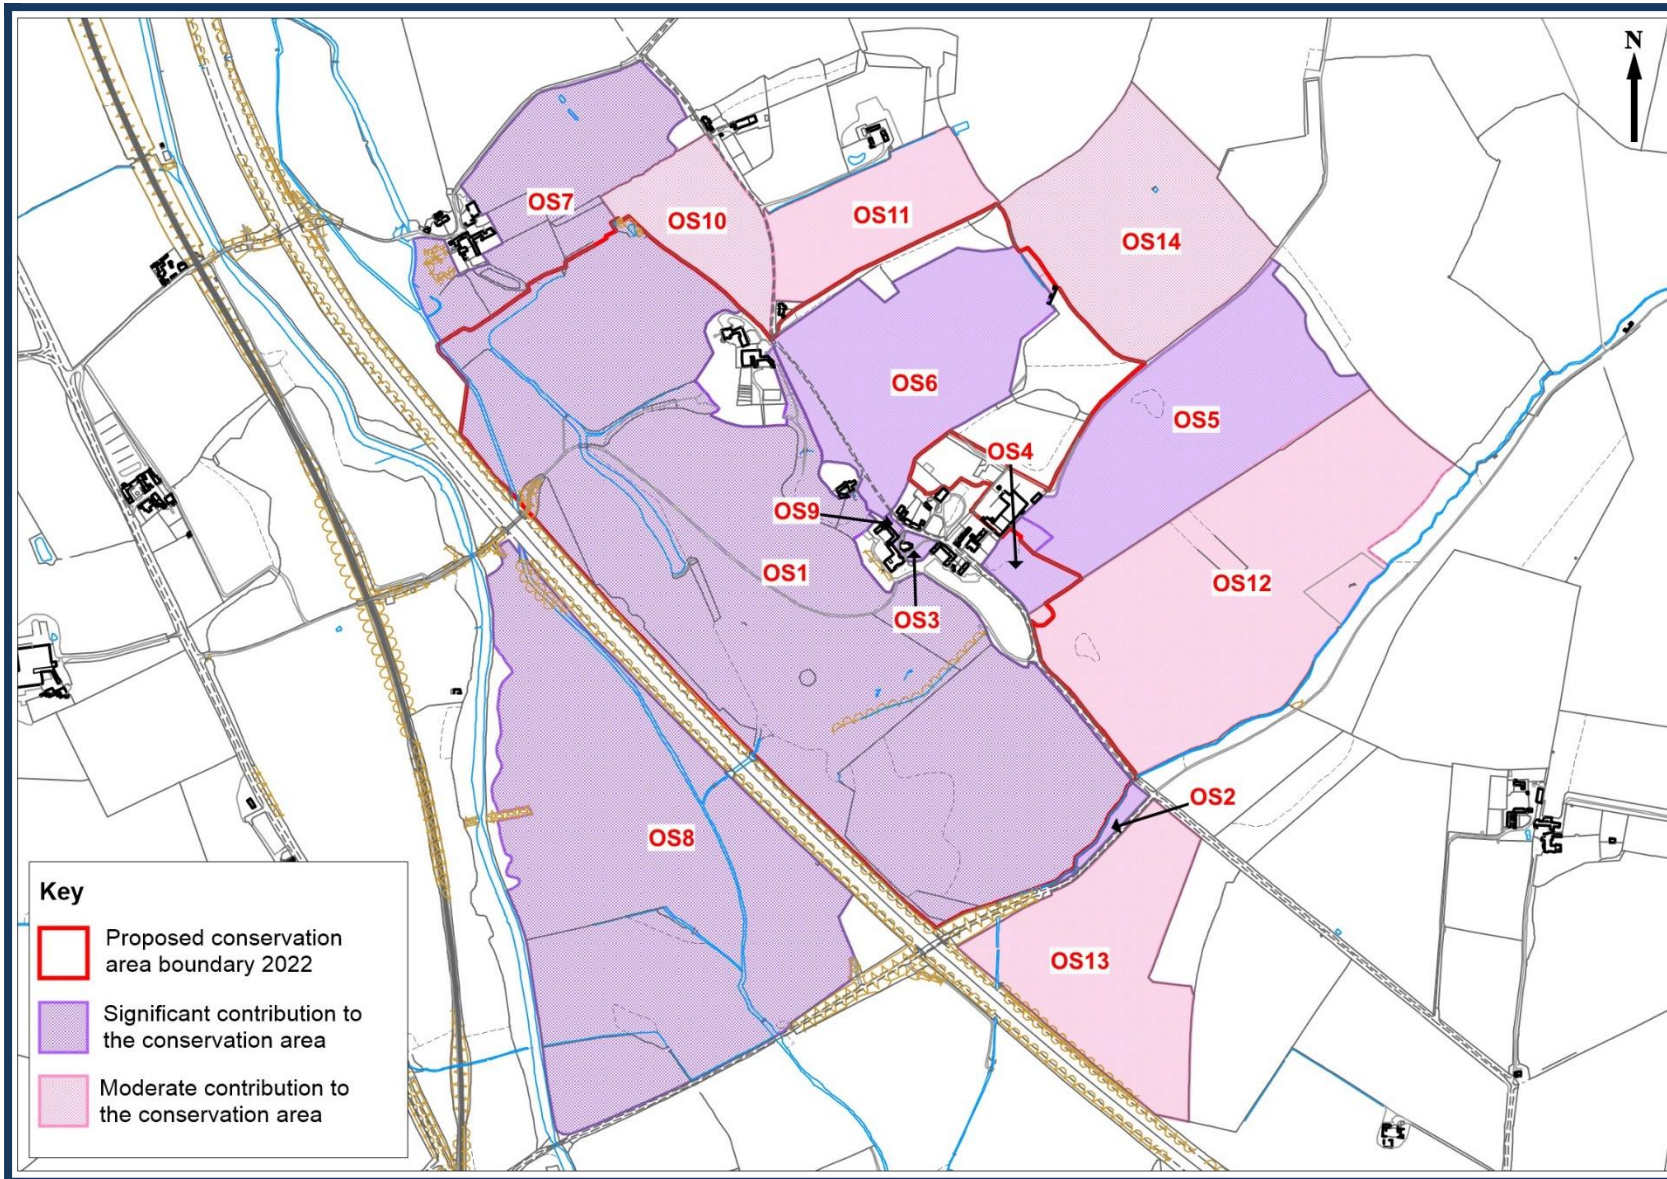 N
OS7
OS10
OS11
OS14
OS6
OS5
OS4
OS9
OS1
OS12
OS3
OS2
OS8
OS13
Key
Proposed conservation
area boundary 2022
Significant contribution to
the conservation area
Moderate contribution to
the conservation area